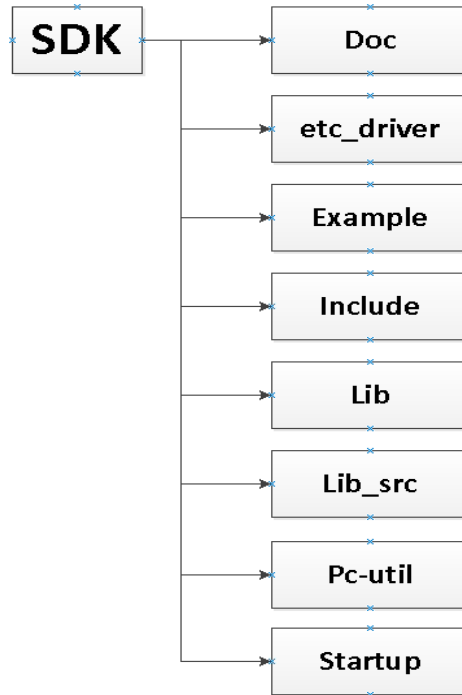 SDK
Doc
etc_driver
Example
Include
Lib
Lib_src
Pc-util
Startup